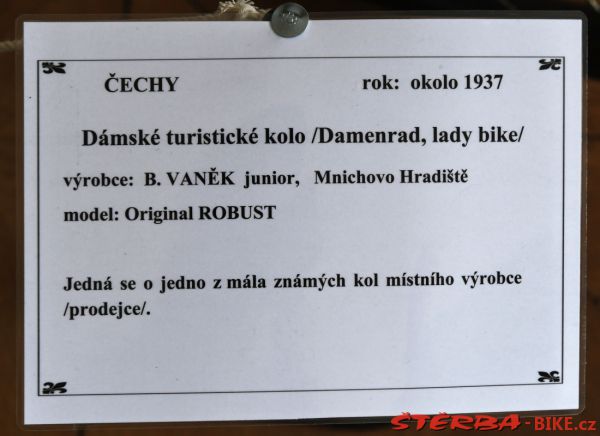 ČECHY rok: okolo 1937
Dámské turistické kolo /Damenrad, lady bike/
výrobce: B. VANĚK junior, Mnichovo Hradiště
model: Original ROBUST
Jedná se o jedno z mála známých kol místního výrobce
/prodejce/.
ŠTĚRBA-BIKE.cz